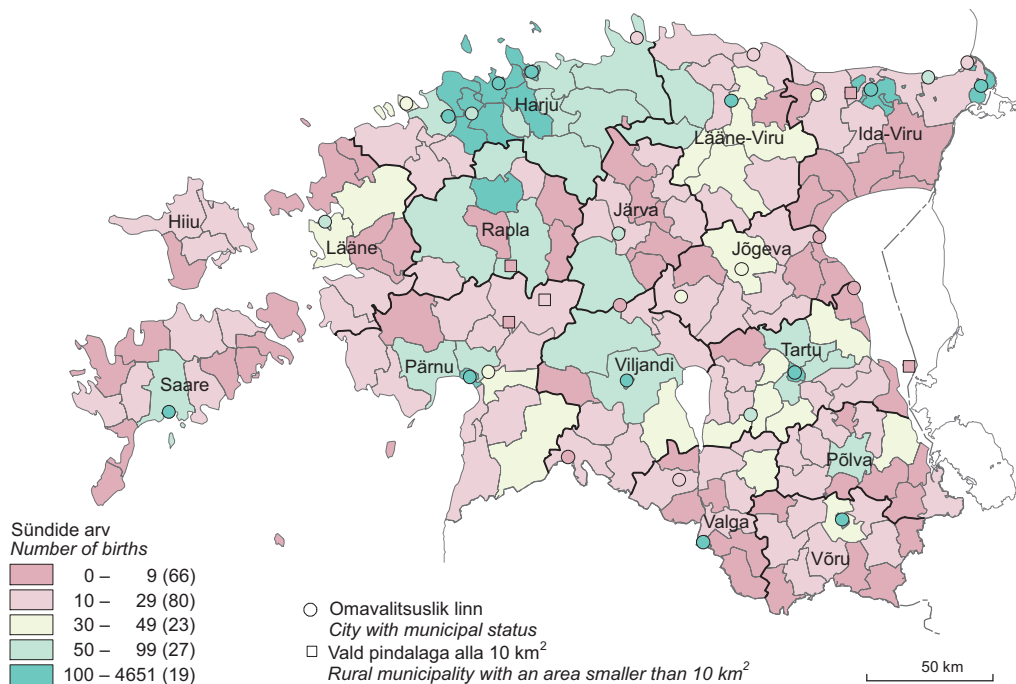 Harju
Lääne-Viru
Ida-Viru
Hiiu
Lääne
Rapla
Järva
Jõgeva
Saare
Pärnu
Viljandi
Tartu
Põlva
Valga
Võru
Sündide arv
Number of births
0 – 9 (66)
10 – 29 (80)
30 – 49 (23)
50 – 99 (27)
100 – 4651 (19)
Omavalitsuslik linn
City with municipal status
Vald pindalaga alla 10 km²
Rural municipality with an area smaller than 10 km²
50 km